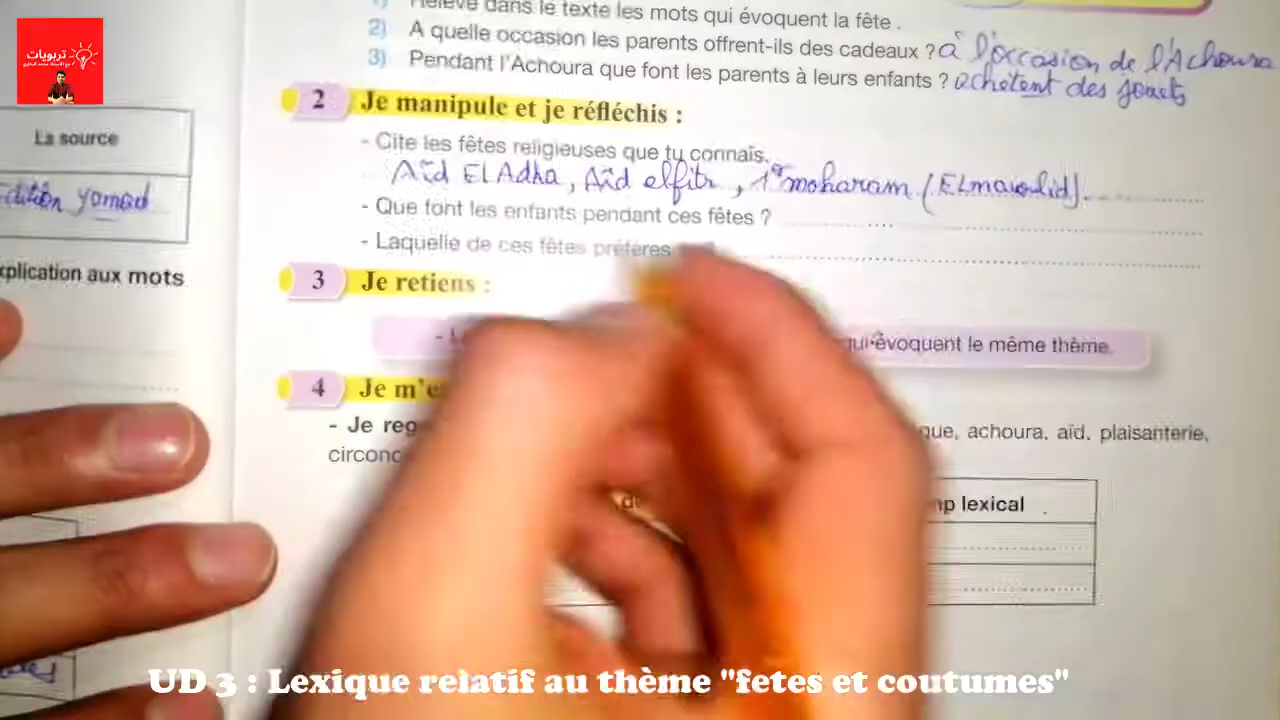 تربويات
Relève dans le texte les mots qui évoquent la fête .
2) A quelle occasion les parents offrent-ils des cadeaux ? à l'occasion de l'Achoura
3) Pendant l'Achoura que font les parents à leurs enfants ? achètent des jouets
La source
yomad
xplication aux mots
2 Je manipule et je réfléchis :
- Cite les fêtes religieuses que tu connais.
Aïd El Adha, Aïd elfitr, 1er moharam (ELmawlid).
- Que font les enfants pendant ces fêtes ?
- Laquelle de ces fêtes préfères
3 Je retiens :
qui évoquent le même thème.
4 Je m'e
- Je reg que, achoura, aïd, plaisanterie,
circonc
mp lexical
UD 3 : Lexique relatif au thème "fetes et coutumes"